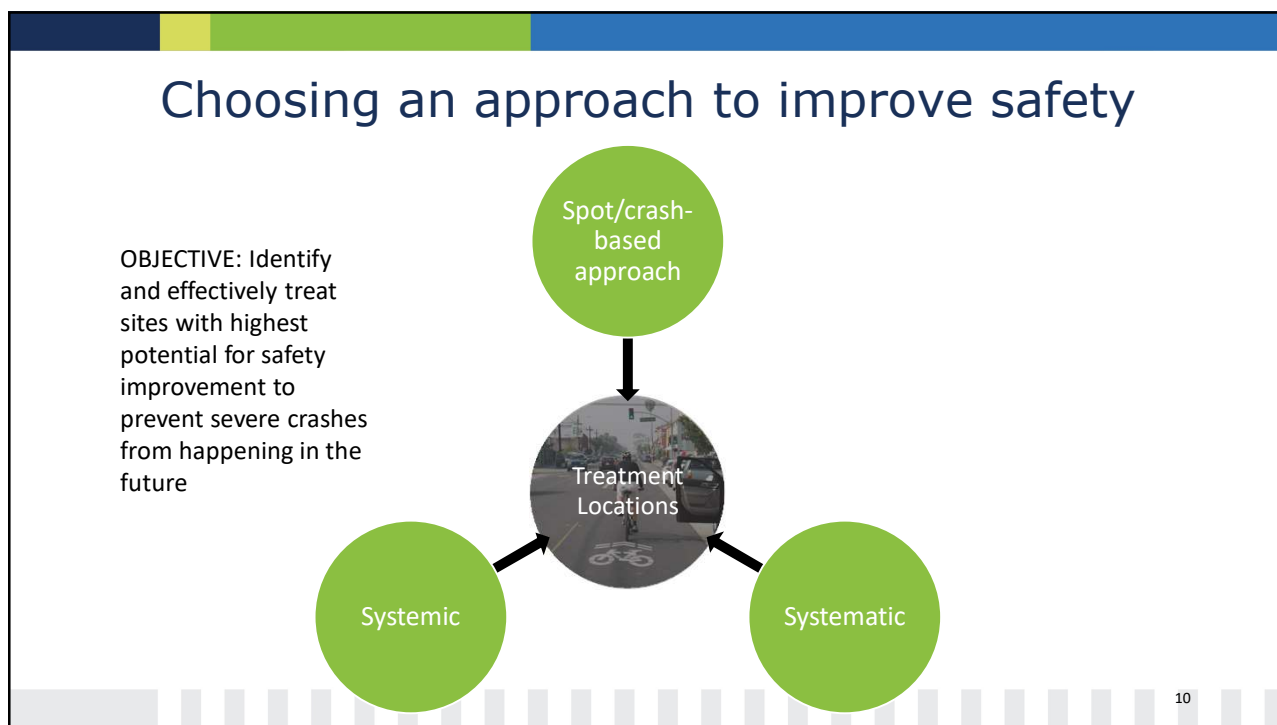 Choosing an approach to improve safety
Spot/crash-
based
approach
OBJECTIVE: Identify
and effectively treat
sites with highest
potential for safety
improvement to
prevent severe crashes
from happening in the
future
Treatment
Locations
Systemic
Systematic
10